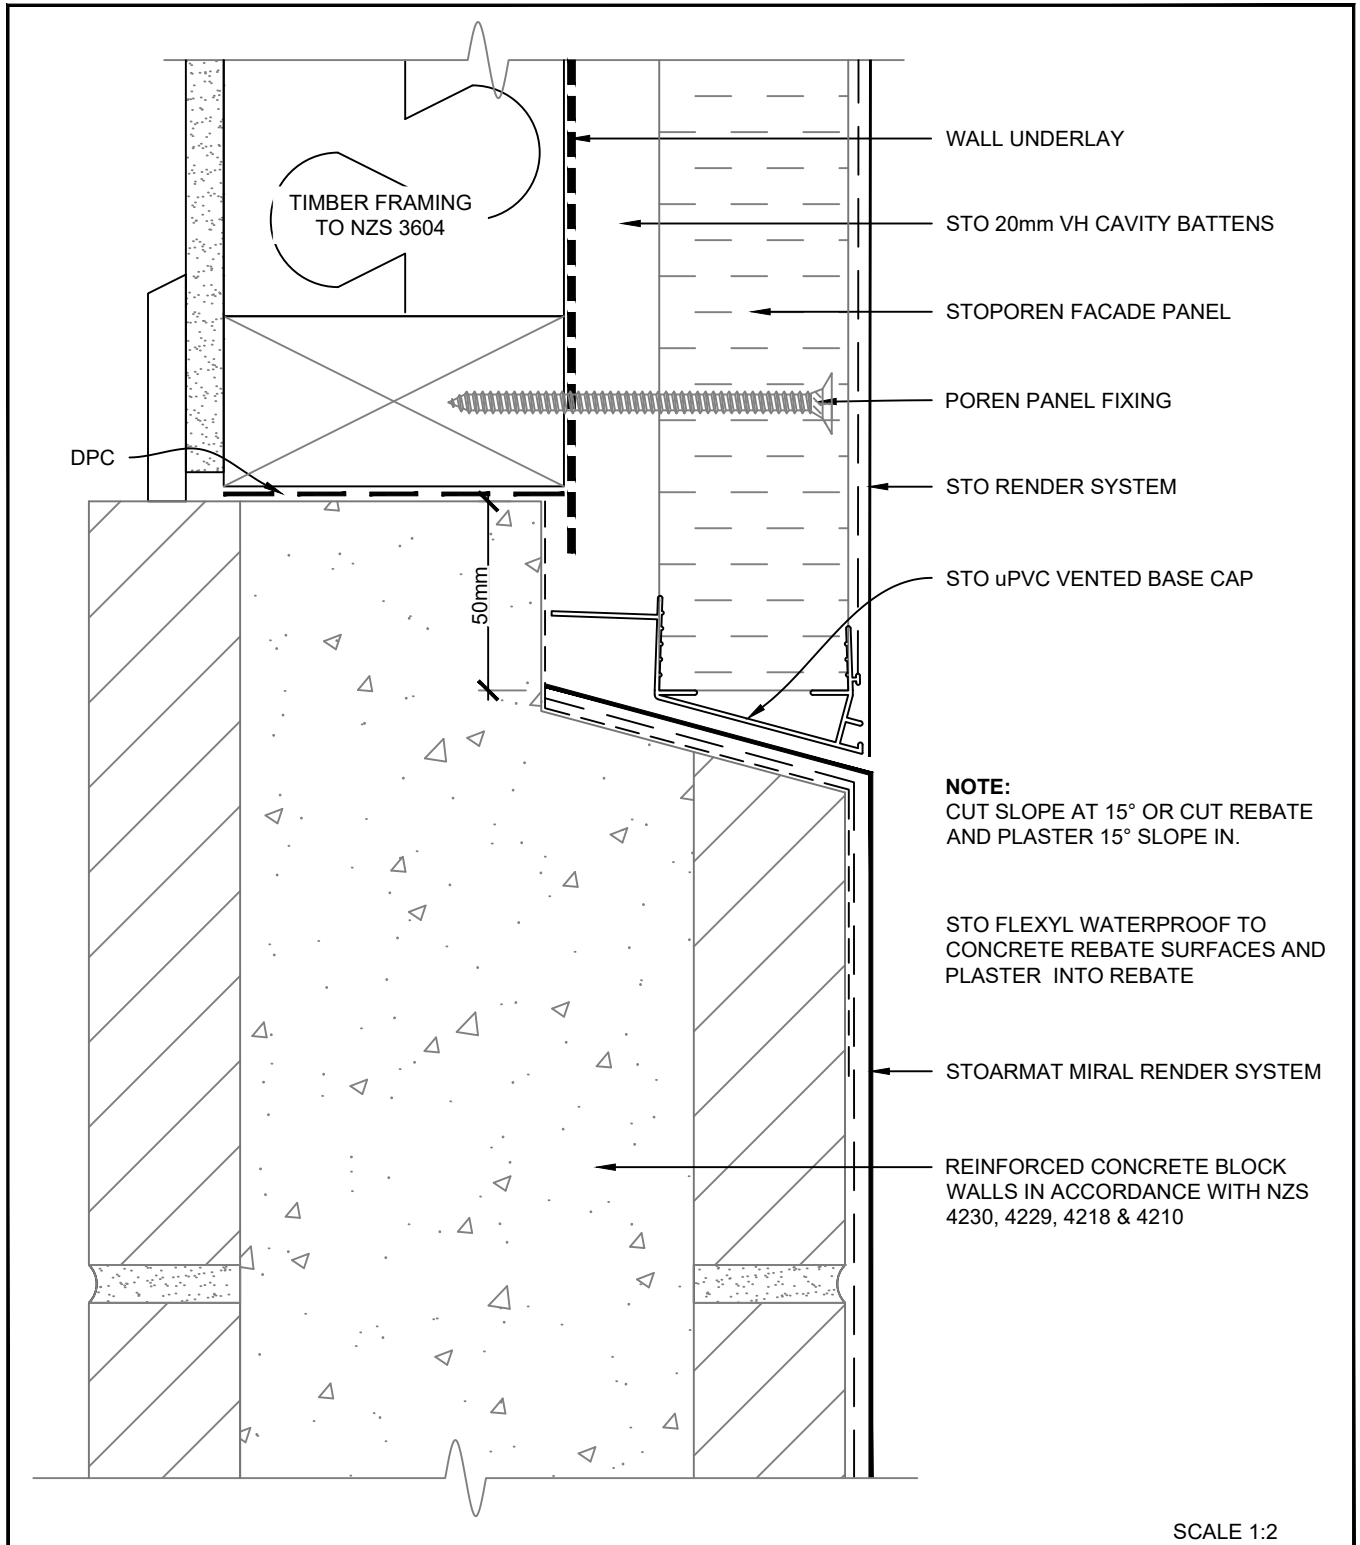 WALL UNDERLAY
TIMBER FRAMING
TO NZS 3604
STO 20mm VH CAVITY BATTENS
STOPOREN FACADE PANEL
POREN PANEL FIXING
DPC
STO RENDER SYSTEM
50mm
STO uPVC VENTED BASE CAP
NOTE:
CUT SLOPE AT 15° OR CUT REBATE
AND PLASTER 15° SLOPE IN.
STO FLEXYL WATERPROOF TO
CONCRETE REBATE SURFACES AND
PLASTER  INTO REBATE
STOARMAT MIRAL RENDER SYSTEM
REINFORCED CONCRETE BLOCK
WALLS IN ACCORDANCE WITH NZS
4230, 4229, 4218 & 4210
SCALE 1:2